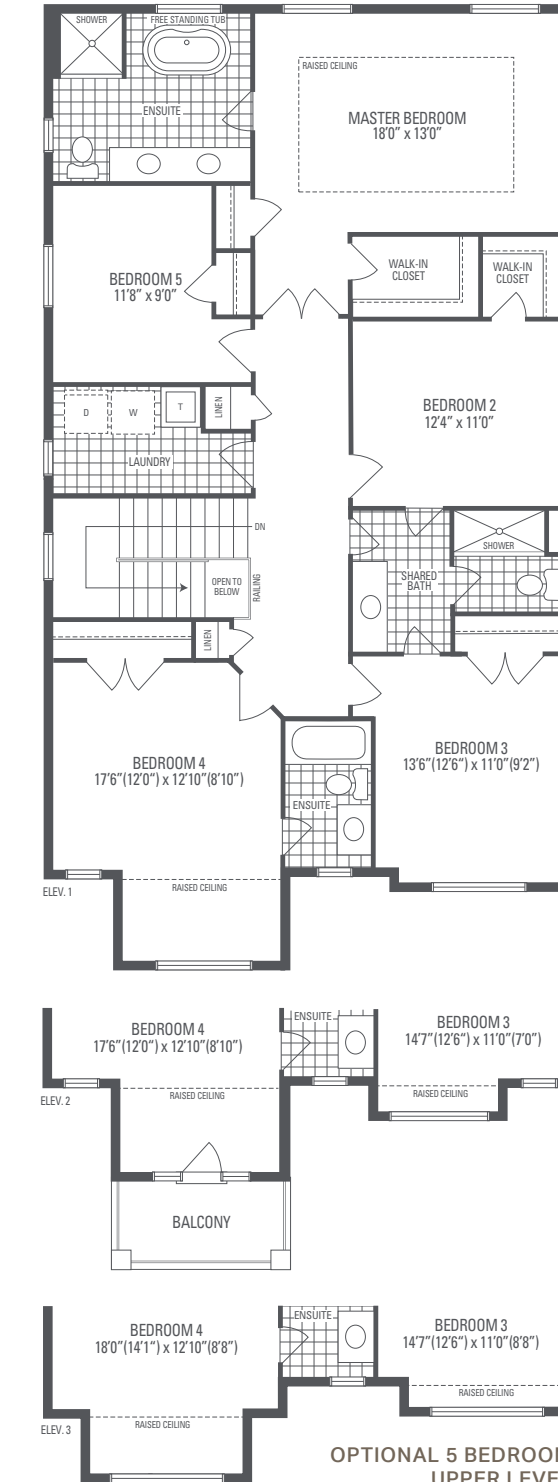 SHOWER
FREE STANDING TUB
RAISED CEILING
ENSUITE
MASTER BEDROOM
18'0" x 13'0"
WALK-IN
CLOSET
WALK-IN
CLOSET
BEDROOM 5
11'8" x 9'0"
BEDROOM 2
12'4" x 11'0"
D
W
T
LINEN
LAUNDRY
DN
SHOWER
OPEN TO
BELOW
RAILING
SHARED
BATH
LINEN
BEDROOM 4
17'6"(12'0") x 12'10"(8'10")
BEDROOM 3
13'6"(12'6") x 11'0"(9'2")
ENSUITE
RAISED CEILING
ELEV. 1
ENSUITE
BEDROOM 4
17'6"(12'0") x 12'10"(8'10")
BEDROOM 3
14'7"(12'6") x 11'0"(7'0")
RAISED CEILING
RAISED CEILING
ELEV. 2
BALCONY
ENSUITE
BEDROOM 4
18'0"(14'1") x 12'10"(8'8")
BEDROOM 3
14'7"(12'6") x 11'0"(8'8")
RAISED CEILING
RAISED CEILING
ELEV. 3
OPTIONAL 5 BEDROOM
UPPER LEVE